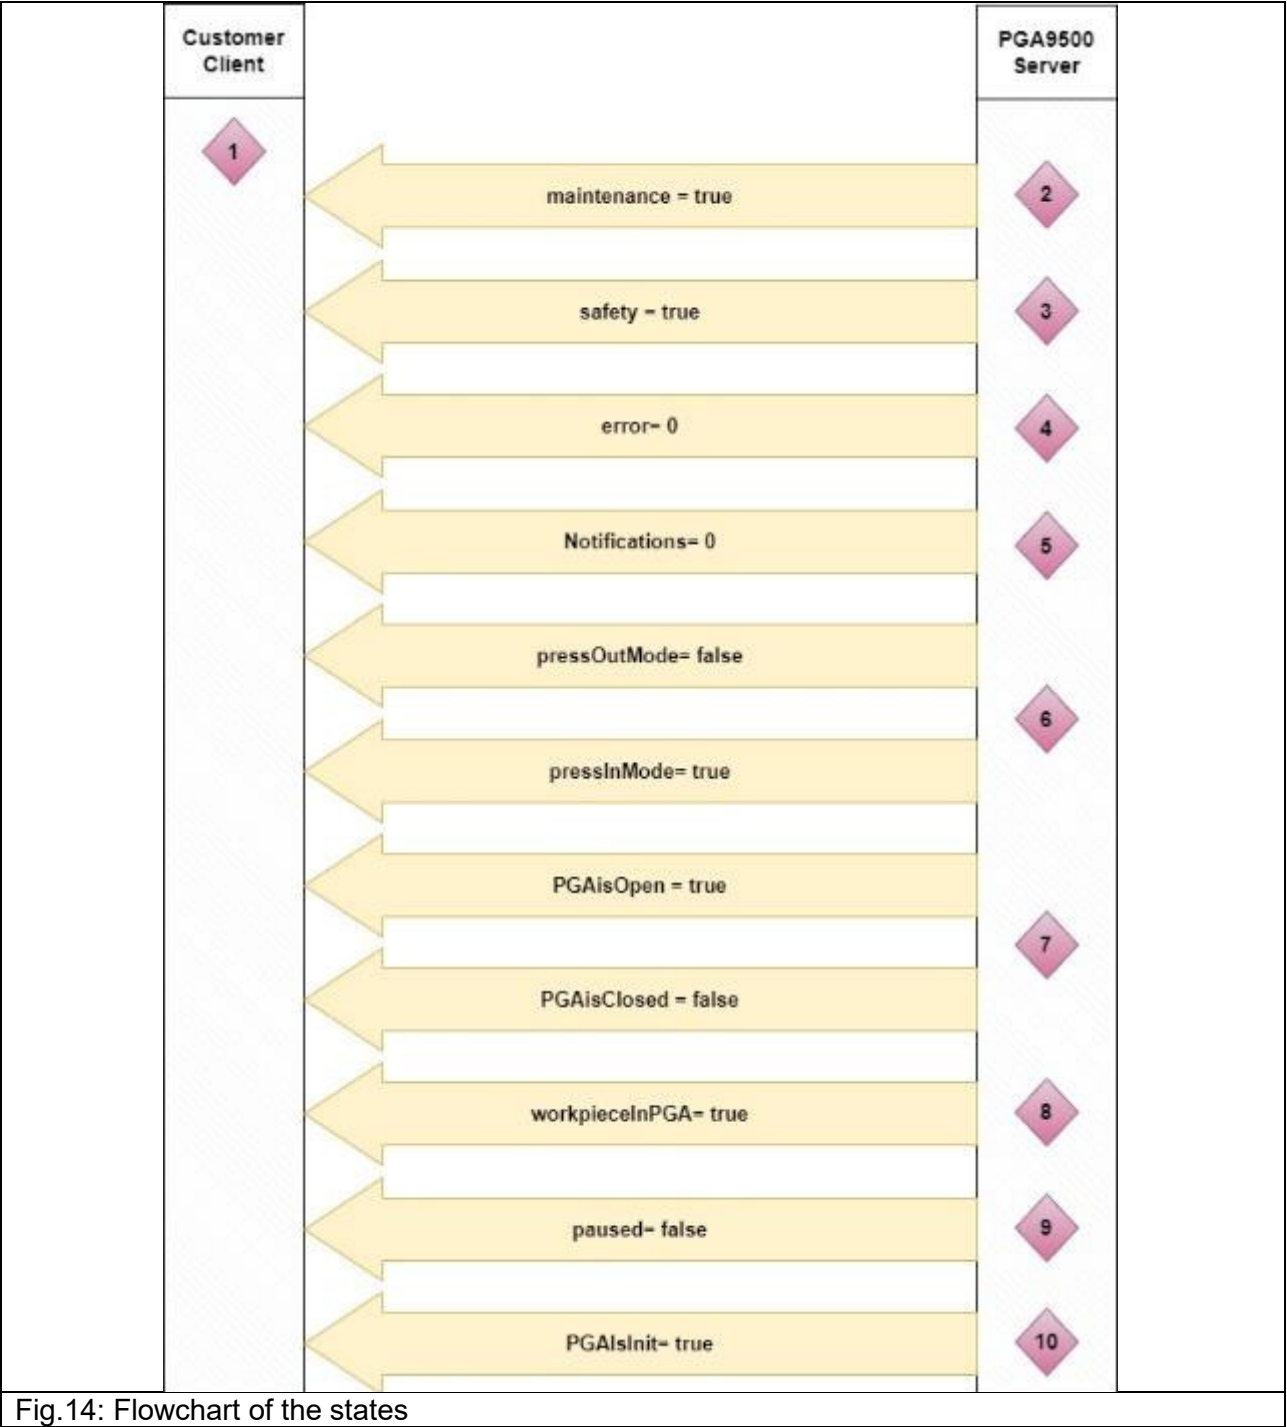 Customer
Client
PGA9500
Server
1
maintenance = true
2
safety = true
3
error= 0
4
Notifications= 0
5
pressOutMode= false
6
pressInMode= true
PGAisOpen = true
7
PGAisClosed = false
workpieceInPGA= true
8
paused= false
9
PGAIsInit= true
10
Fig.14: Flowchart of the states